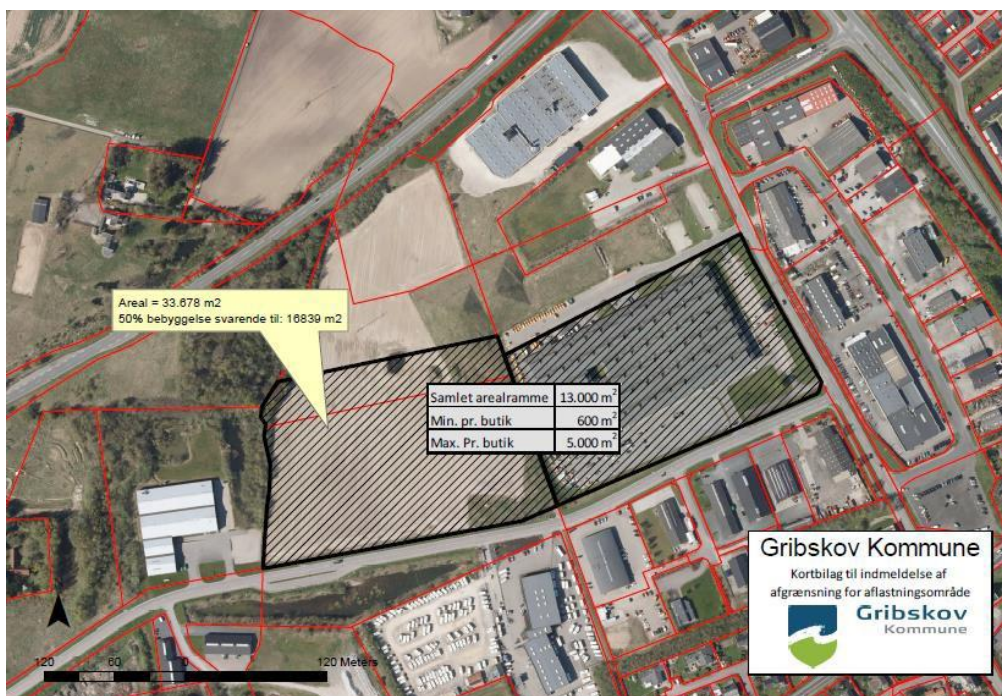 Areal = 33.678 m2
50% bebyggelse svarende til: 16839 m2
Samlet arealramme 13.000 m²
Min. pr. butik 600 m²
Max. Pr. butik 5.000 m²
Gribskov Kommune
Kortbilag til indmeldelse af
afgrænsning for aflastningsområde
Gribskov
Kommune
120 60 0 120 Meters